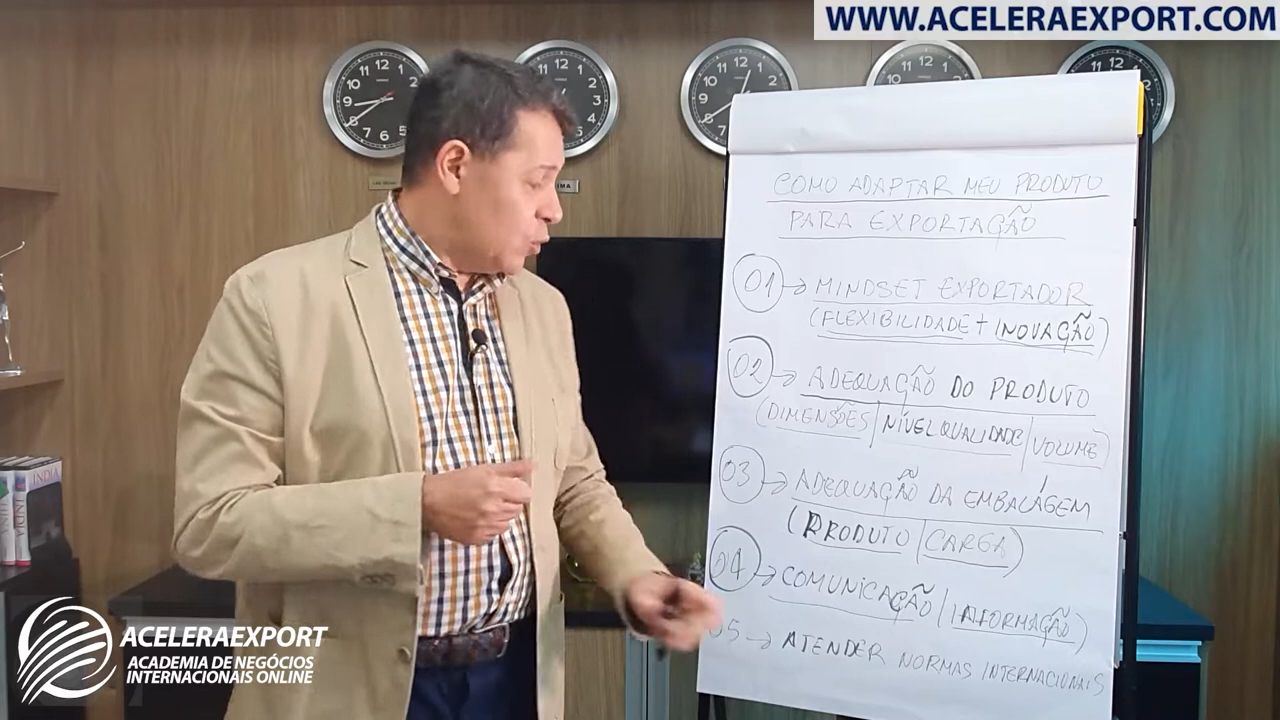 WWW.ACELERAEXPORT.COM
COMO ADAPTAR MEU PRODUTO
PARA EXPORTAÇÃO
01 → MINDSET EXPORTADOR
(FLEXIBILIDADE + INOVAÇÃO)
02 → ADEQUAÇÃO DO PRODUTO
(DIMENSÕES | NÍVEL QUALIDADE | VOLUME)
03 → ADEQUAÇÃO DA EMBALÁGEM
(PRODUTO | CARGA)
04 → COMUNICAÇÃO | INFORMAÇÃO)
05 → ATENDER NORMAS INTERNACIONAIS
INDIA
INDIA
ACELERAEXPORT
ACADEMIA DE NEGÓCIOS
INTERNACIONAIS ONLINE